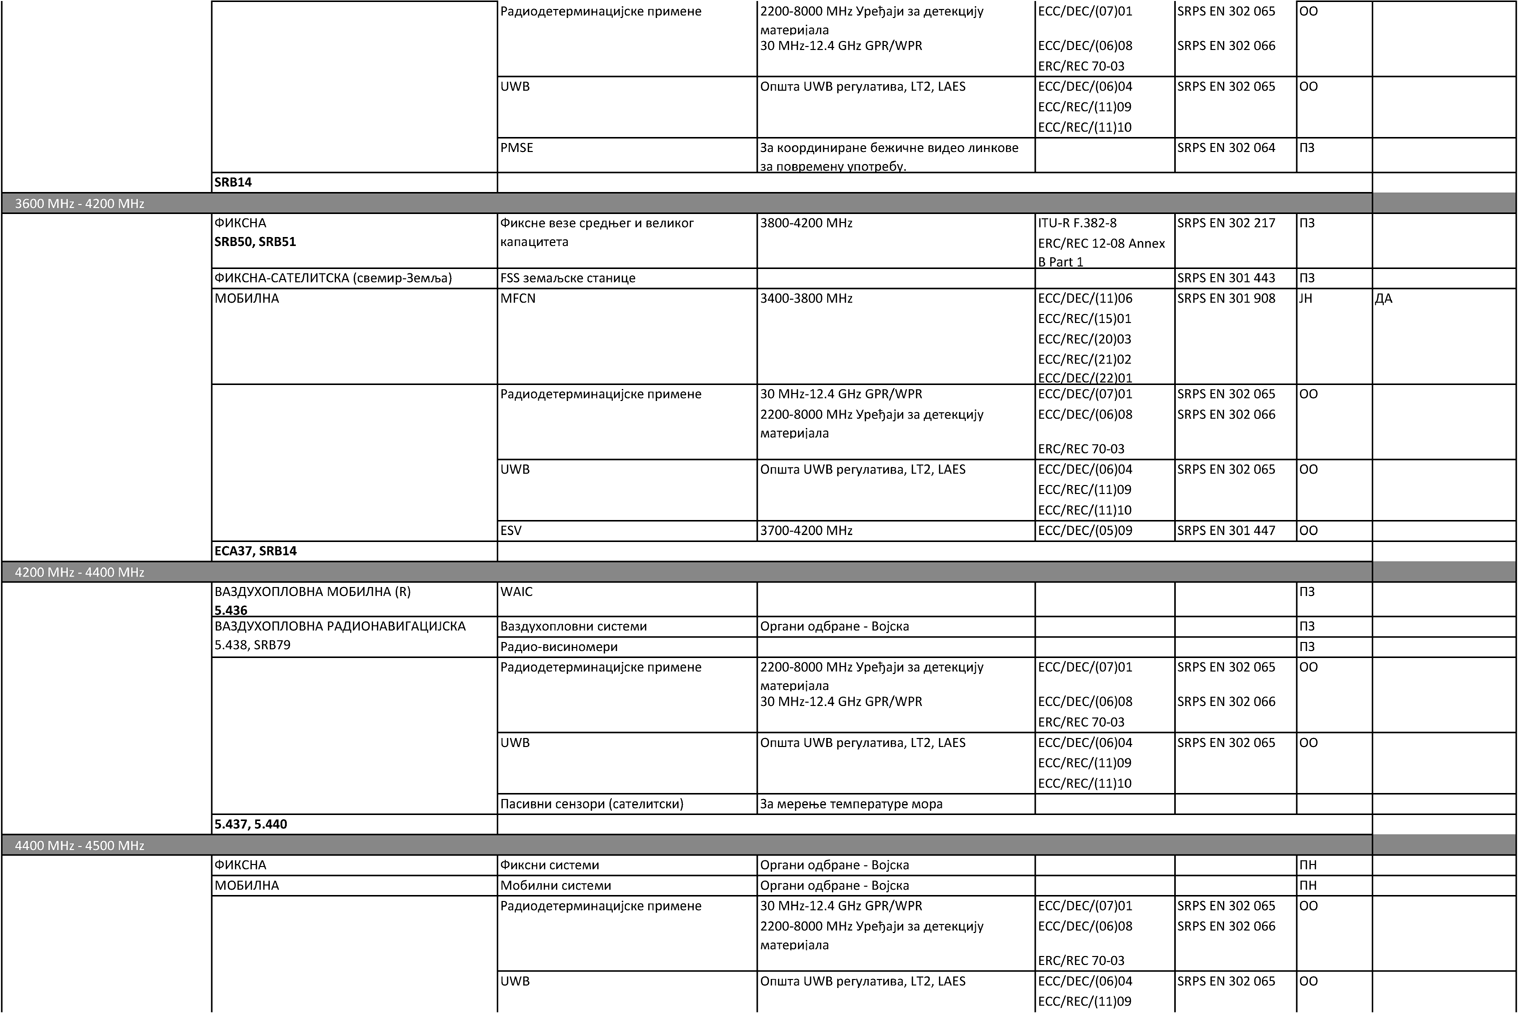 Радиодетерминацијске примене 2200-8000 MHz Уређаји за детекцију ECC/DEC/(07)01 SRPS EN 302 065 ОО
материјала
30 MHz-12.4 GHz GPR/WPR ECC/DEC/(06)08 SRPS EN 302 066
ERC/REC 70-03
UWB Општа UWB регулатива, LT2, LAES ECC/DEC/(06)04 SRPS EN 302 065 ОО
ECC/REC/(11)09
ECC/REC/(11)10
PMSE За координиране бежичне видео линкове SRPS EN 302 064 ПЗ
за повремену употребу.
SRB14
3600 MHz - 4200 MHz
ФИКСНА Фиксне везе средњег и великог 3800-4200 MHz ITU-R F.382-8 SRPS EN 302 217 ПЗ
SRB50, SRB51 капацитета ERC/REC 12-08 Annex
B Part 1
ФИКСНА-САТЕЛИТСКА (свемир-Земља) FSS земаљске станице SRPS EN 301 443 ПЗ
МОБИЛНА MFCN 3400-3800 MHz ECC/DEC/(11)06 SRPS EN 301 908 ЈН ДА
ECC/REC/(15)01
ECC/REC/(20)03
ECC/REC/(21)02
ECC/DEC/(22)01
Радиодетерминацијске примене 30 MHz-12.4 GHz GPR/WPR ECC/DEC/(07)01 SRPS EN 302 065 ОО
2200-8000 MHz Уређаји за детекцију ECC/DEC/(06)08 SRPS EN 302 066
материјала
ERC/REC 70-03
UWB Општа UWB регулатива, LT2, LAES ECC/DEC/(06)04 SRPS EN 302 065 ОО
ECC/REC/(11)09
ECC/REC/(11)10
ESV 3700-4200 MHz ECC/DEC/(05)09 SRPS EN 301 447 ОО
ECA37, SRB14
4200 MHz - 4400 MHz
ВАЗДУХОПЛОВНА МОБИЛНА (R) WAIC ПЗ
5.436
ВАЗДУХОПЛОВНА РАДИОНАВИГАЦИЈСКА Ваздухопловни системи Органи одбране - Војска ПЗ
5.438, SRB79 Радио-висиномери ПЗ
Радиодетерминацијске примене 2200-8000 MHz Уређаји за детекцију ECC/DEC/(07)01 SRPS EN 302 065 ОО
материјала
30 MHz-12.4 GHz GPR/WPR ECC/DEC/(06)08 SRPS EN 302 066
ERC/REC 70-03
UWB Општа UWB регулатива, LT2, LAES ECC/DEC/(06)04 SRPS EN 302 065 ОО
ECC/REC/(11)09
ECC/REC/(11)10
Пасивни сензори (сателитски) За мерење температуре мора
5.437, 5.440
4400 MHz - 4500 MHz
ФИКСНА Фиксни системи Органи одбране - Војска ПН
МОБИЛНА Мобилни системи Органи одбране - Војска ПН
Радиодетерминацијске примене 30 MHz-12.4 GHz GPR/WPR ECC/DEC/(07)01 SRPS EN 302 065 ОО
2200-8000 MHz Уређаји за детекцију ECC/DEC/(06)08 SRPS EN 302 066
материјала
ERC/REC 70-03
UWB Општа UWB регулатива, LT2, LAES ECC/DEC/(06)04 SRPS EN 302 065 ОО
ECC/REC/(11)09